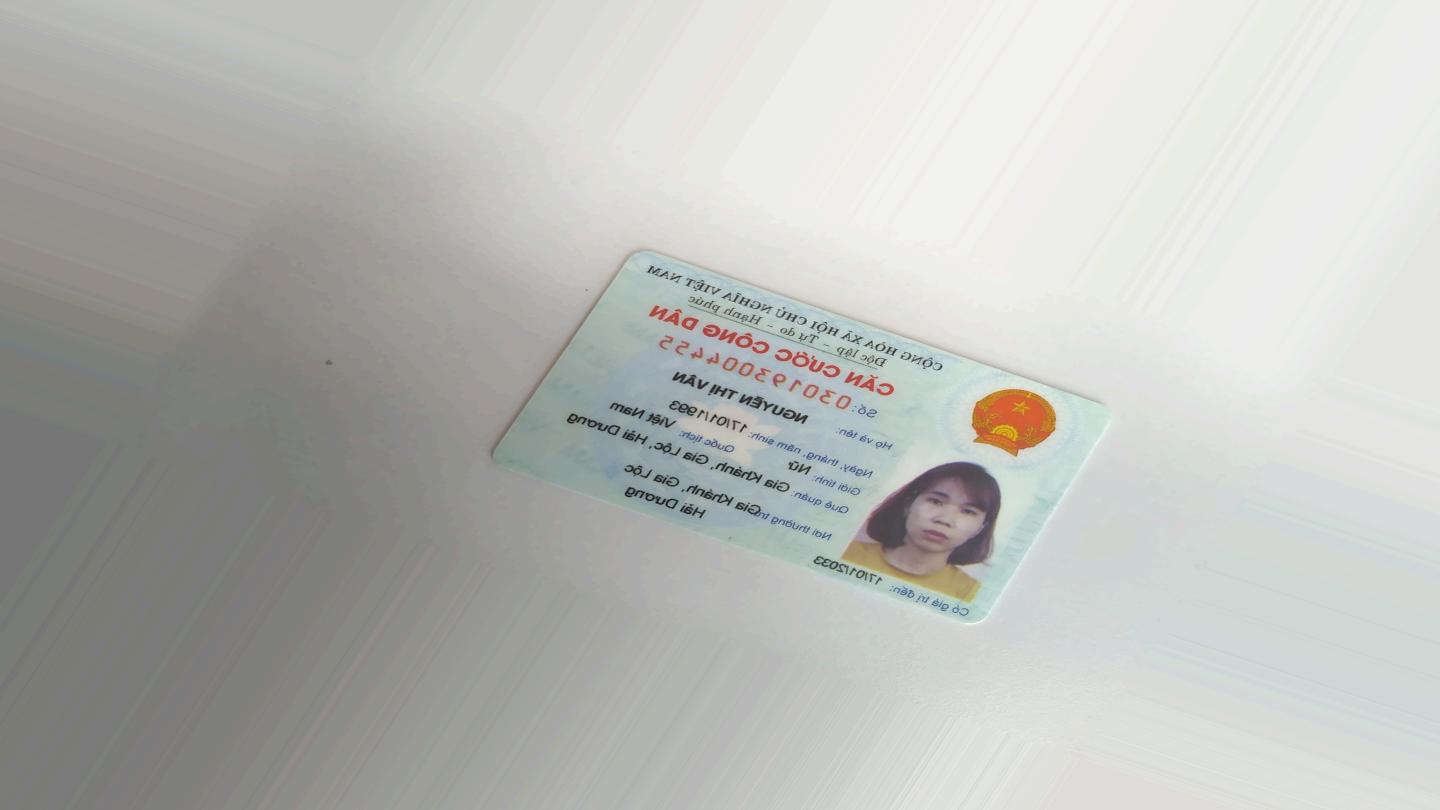 CỘNG HÒA XÃ HỘI CHỦ NGHĨA VIỆT NAM
Độc lập - Tự do - Hạnh phúc
CĂN CƯỚC CÔNG DÂN
Số: 030193004455
Họ và tên:
NGUYỄN THỊ VÂN
Ngày, tháng, năm sinh: 17/01/1993
Giới tính: Nữ Quốc tịch: Việt Nam
Quê quán: Gia Khánh, Gia Lộc, Hải Dương
Nơi thường trú: Gia Khánh, Gia Lộc
Hải Dương
Có giá trị đến: 17/01/2033